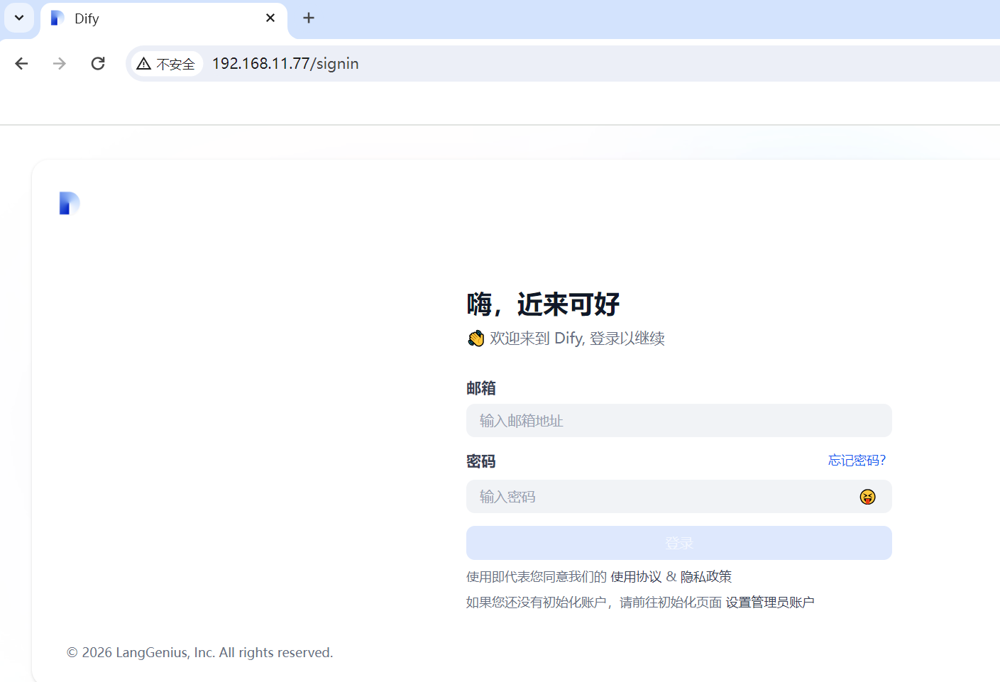 Dify
不安全 192.168.11.77/signin
嗨，近来可好
👏 欢迎来到 Dify, 登录以继续
邮箱
输入邮箱地址
密码 忘记密码?
输入密码
登录
使用即代表您同意我们的 使用协议 & 隐私政策
如果您还没有初始化账户，请前往初始化页面 设置管理员账户
© 2026 LangGenius, Inc. All rights reserved.